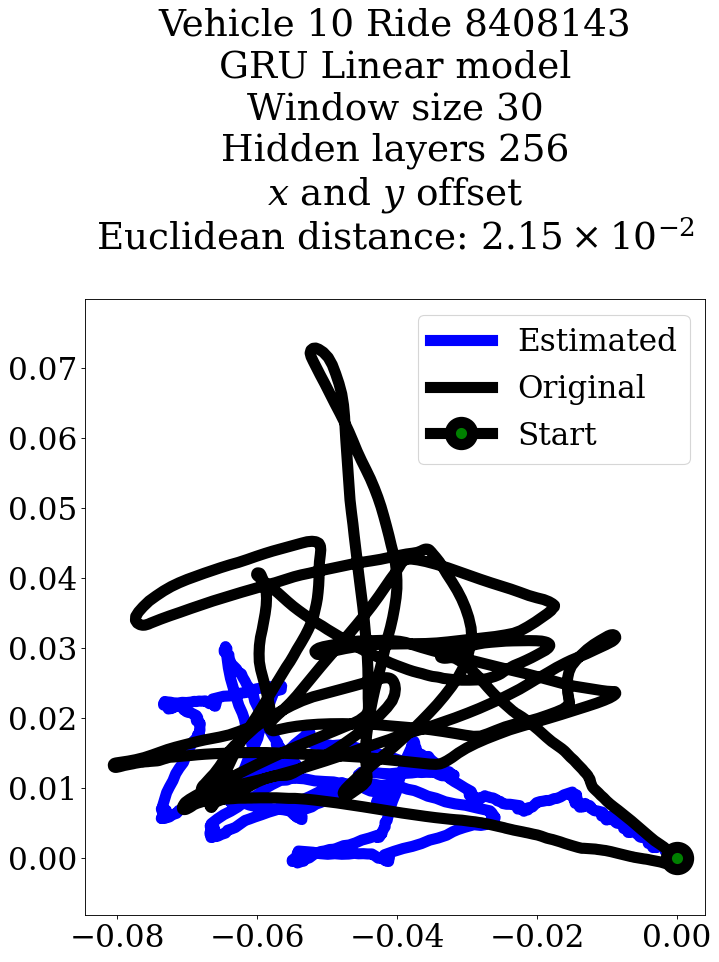 Vehicle 10 Ride 8408143
GRU Linear model
Window size 30
Hidden layers 256
x and y offset
Euclidean distance: 2.15 × 10⁻²
Estimated
Original
Start
0.07
0.06
0.05
0.04
0.03
0.02
0.01
0.00
−0.08 −0.06 −0.04 −0.02 0.00